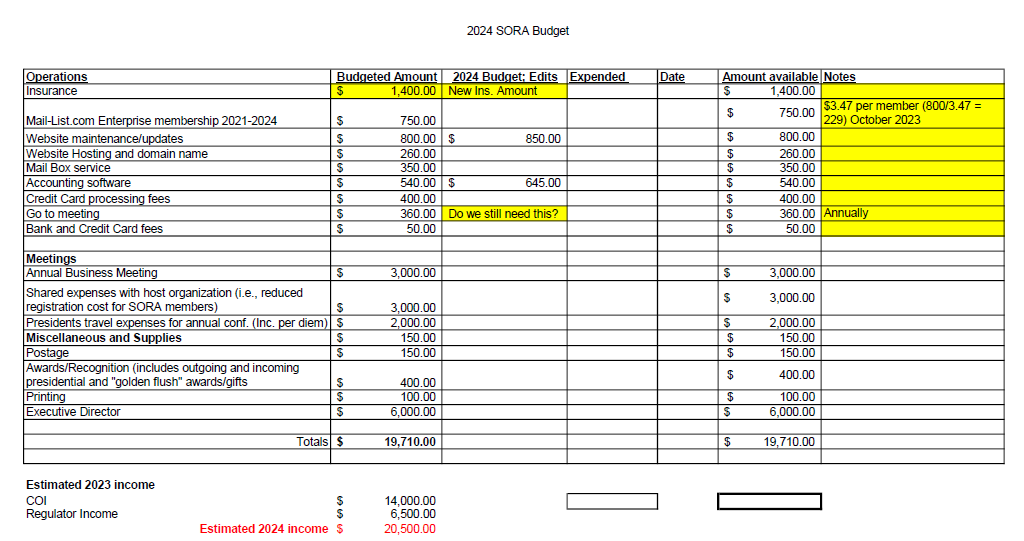 2024 SORA Budget
Operations Budgeted Amount 2024 Budget; Edits Expended Date Amount available Notes
Insurance $ 1,400.00 New Ins. Amount $ 1,400.00
Mail-List.com Enterprise membership 2021-2024 $ 750.00 $ 750.00 $3.47 per member (800/3.47 =
229) October 2023
Website maintenance/updates $ 800.00 $ 850.00 $ 800.00
Website Hosting and domain name $ 260.00 $ 260.00
Mail Box service $ 350.00 $ 350.00
Accounting software $ 540.00 $ 645.00 $ 540.00
Credit Card processing fees $ 400.00 $ 400.00
Go to meeting $ 360.00 Do we still need this? $ 360.00 Annually
Bank and Credit Card fees $ 50.00 $ 50.00
Meetings
Annual Business Meeting $ 3,000.00 $ 3,000.00
Shared expenses with host organization (i.e., reduced
registration cost for SORA members) $ 3,000.00 $ 3,000.00
Presidents travel expenses for annual conf. (Inc. per diem) $ 2,000.00 $ 2,000.00
Miscellaneous and Supplies $ 150.00 $ 150.00
Postage $ 150.00 $ 150.00
Awards/Recognition (includes outgoing and incoming
presidential and "golden flush" awards/gifts $ 400.00 $ 400.00
Printing $ 100.00 $ 100.00
Executive Director $ 6,000.00 $ 6,000.00
Totals $ 19,710.00 $ 19,710.00
Estimated 2023 income
COI $ 14,000.00
Regulator Income $ 6,500.00
Estimated 2024 income $ 20,500.00